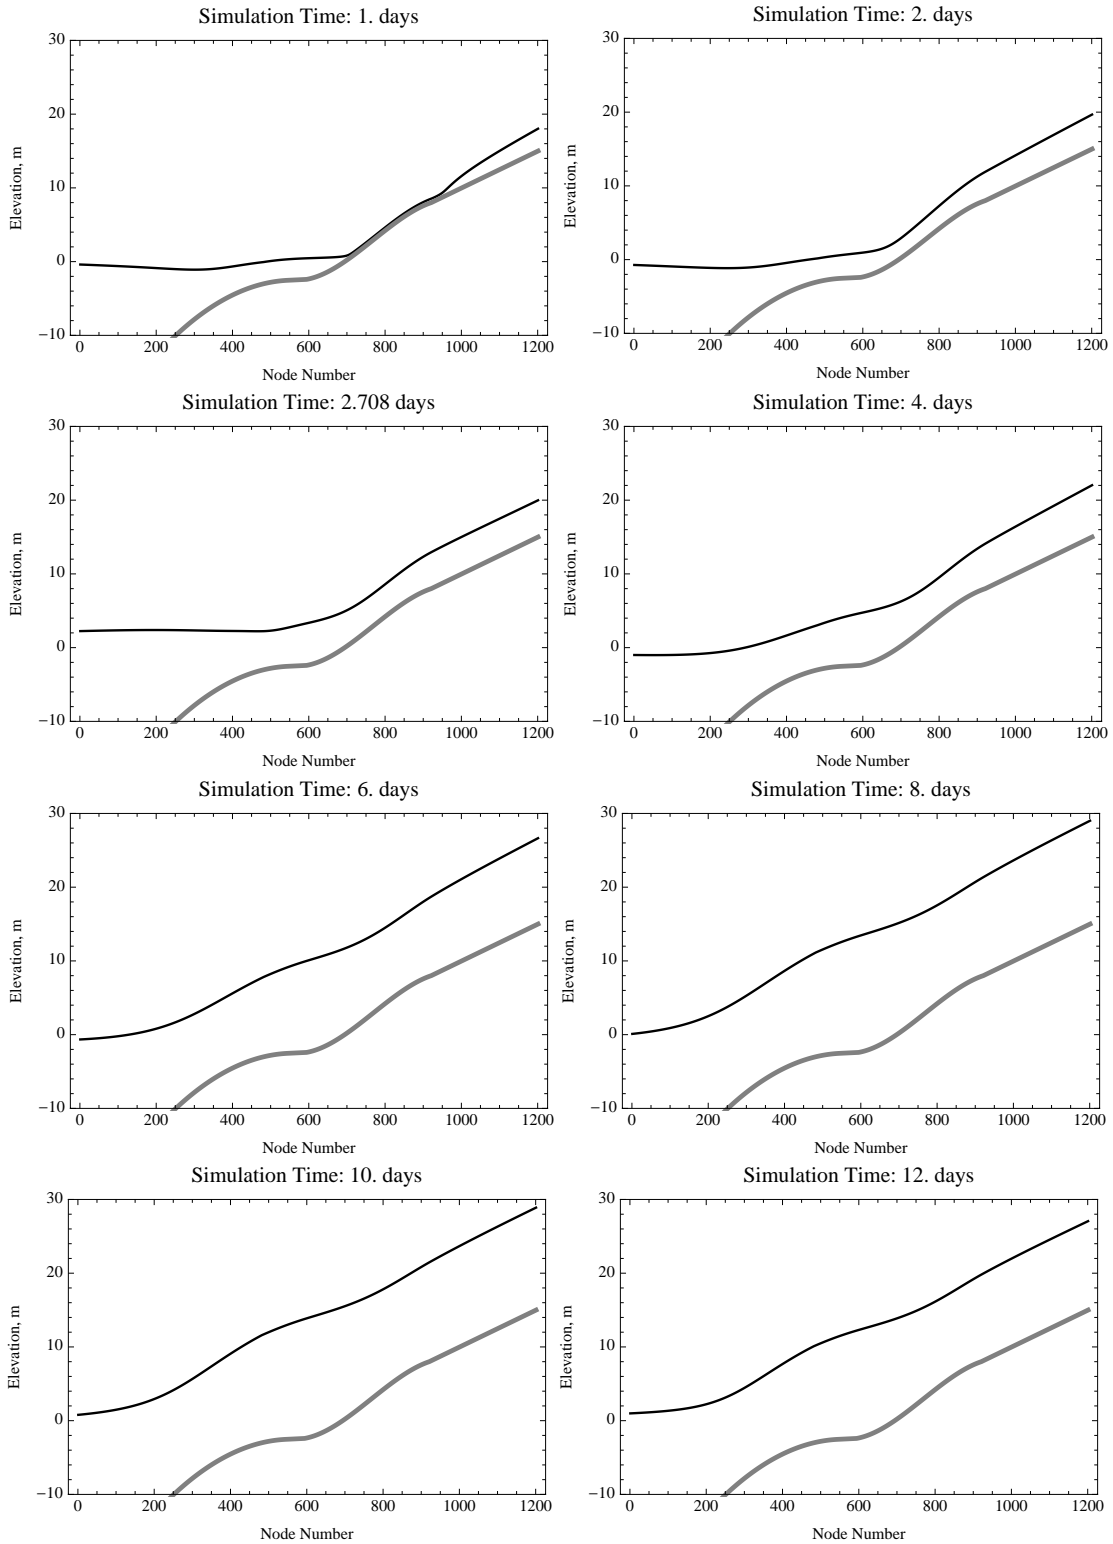 Simulation Time: 1. days
30
20
10
0
−10
Elevation, m
0 200 400 600 800 1000 1200
Node Number
Simulation Time: 2. days
30
20
10
0
−10
Elevation, m
0 200 400 600 800 1000 1200
Node Number
Simulation Time: 2.708 days
30
20
10
0
−10
Elevation, m
0 200 400 600 800 1000 1200
Node Number
Simulation Time: 4. days
30
20
10
0
−10
Elevation, m
0 200 400 600 800 1000 1200
Node Number
Simulation Time: 6. days
30
20
10
0
−10
Elevation, m
0 200 400 600 800 1000 1200
Node Number
Simulation Time: 8. days
30
20
10
0
−10
Elevation, m
0 200 400 600 800 1000 1200
Node Number
Simulation Time: 10. days
30
20
10
0
−10
Elevation, m
0 200 400 600 800 1000 1200
Node Number
Simulation Time: 12. days
30
20
10
0
−10
Elevation, m
0 200 400 600 800 1000 1200
Node Number